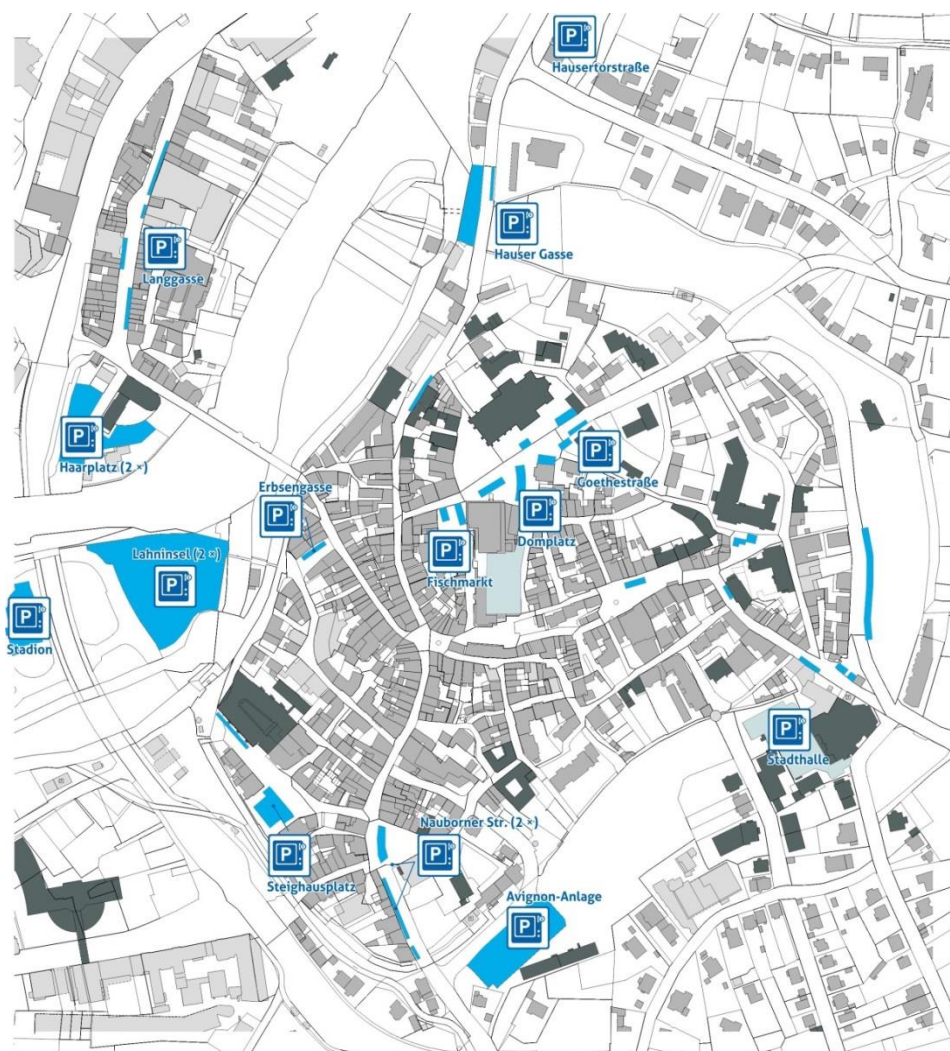 P
Hausertorstraße
P
Hauser Gasse
P
Langgasse
P
Haarplatz (2 ×)
P
Goethestraße
Erbsengasse
P
P
Domplatz
P
Fischmarkt
Lahninsel (2 ×)
P
P
Stadion
P
Stadthalle
Nauborner Str. (2 ×)
P
P
Steighausplatz
Avignon-Anlage
P